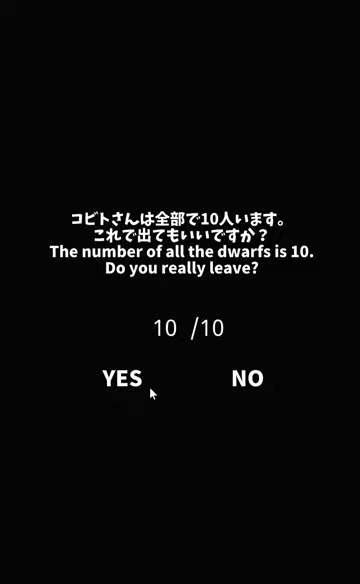 コビトさんは全部で10人います。
これで出てもいいですか？
The number of all the dwarfs is 10.
Do you really leave?
10 /10
YES NO